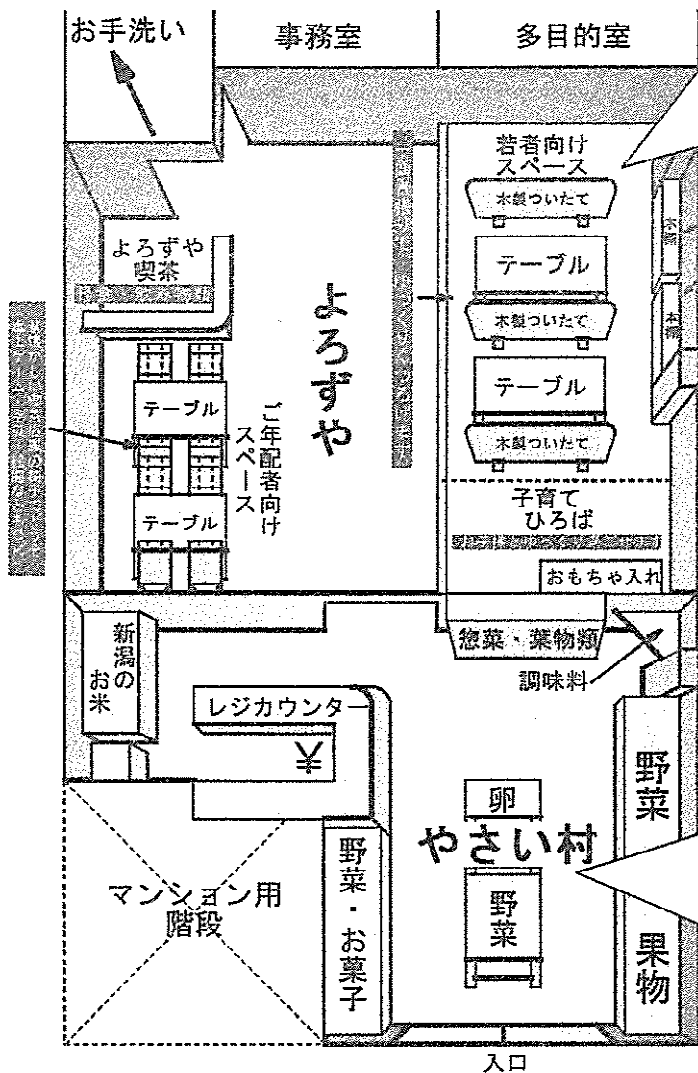 お手洗い
事務室
多目的室
若者向け
スペース
木製ついたて
テーブル
木製ついたて
テーブル
木製ついたて
本棚
本棚
よろずや
喫茶
よろずや
テーブル
テーブル
ご年配者向け
スペース
子育て
ひろば
おもちゃ入れ
新潟の
お米
惣菜・葉物類
調味料
レジカウンター
¥
卵
やさい村
野菜
野菜
果物
マンション用
階段
野菜・お菓子
入口